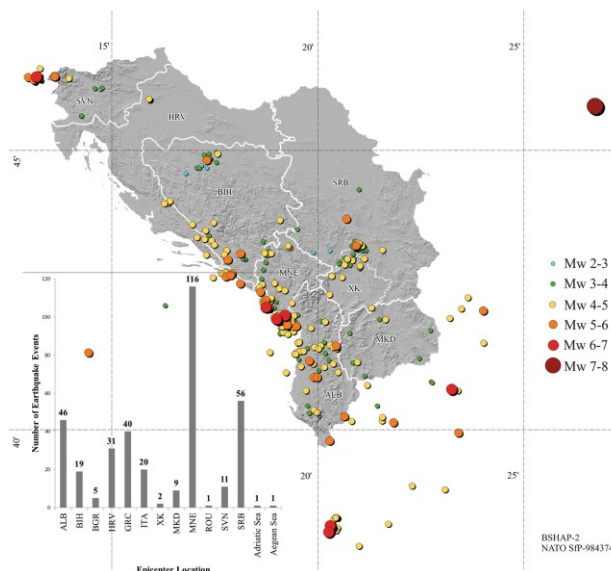 15'
20'
25'
SVN
HRV
45'
SRB
BIH
MNE
XK
MKD
ALB
Mw 2-3
Mw 3-4
Mw 4-5
Mw 5-6
Mw 6-7
Mw 7-8
40'
20'
25'
Number of Earthquake Events
120
100
80
60
40
20
0
46
19
5
31
40
20
2
9
116
1
11
56
1
1
ALB
BIH
BGR
HRV
GRC
ITA
XK
MKD
MNE
ROU
SVN
SRB
Adriatic Sea
Aegean Sea
Epicenter Location
BSHAP-2
NATO SfP-984374